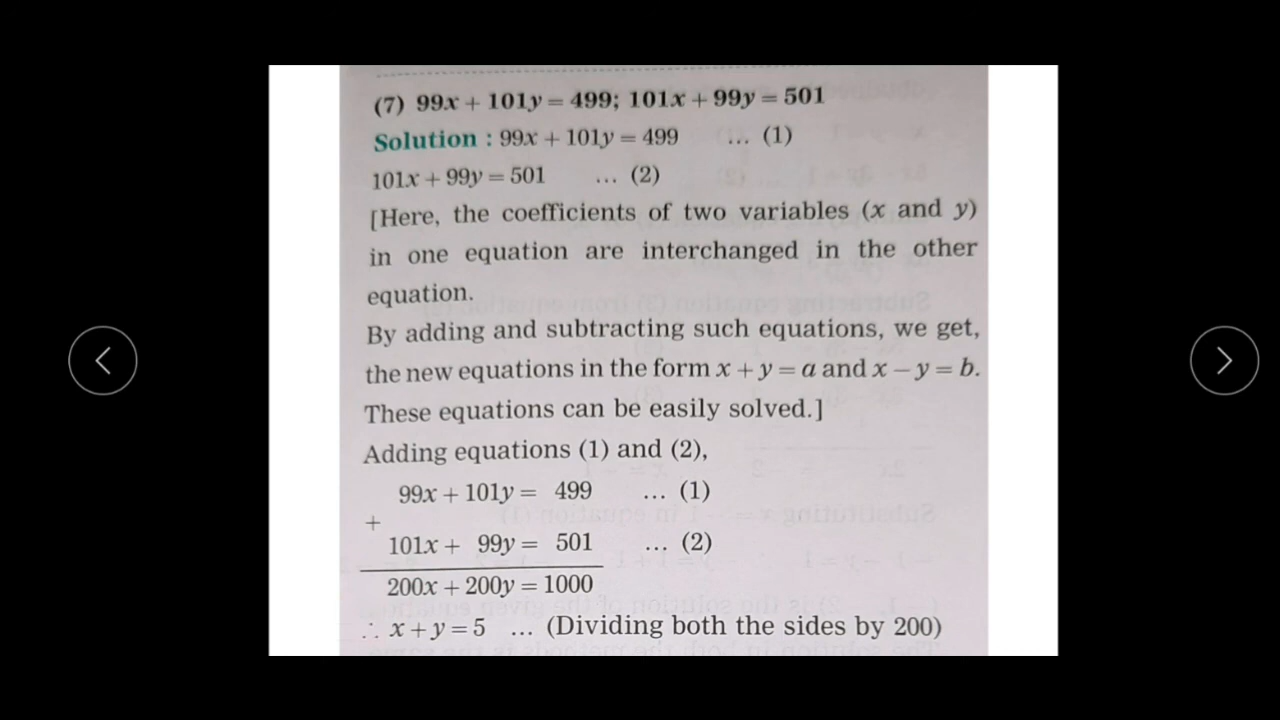 (7) 99x + 101y = 499; 101x + 99y = 501
Solution : 99x + 101y = 499 ... (1)
101x + 99y = 501 ... (2)
[Here, the coefficients of two variables (x and y)
in one equation are interchanged in the other
equation.
By adding and subtracting such equations, we get,
the new equations in the form x + y = a and x – y = b.
These equations can be easily solved.]
Adding equations (1) and (2),
99x + 101y = 499 ... (1)
+
101x + 99y = 501 ... (2)
200x + 200y = 1000
∴ x + y = 5 ... (Dividing both the sides by 200)